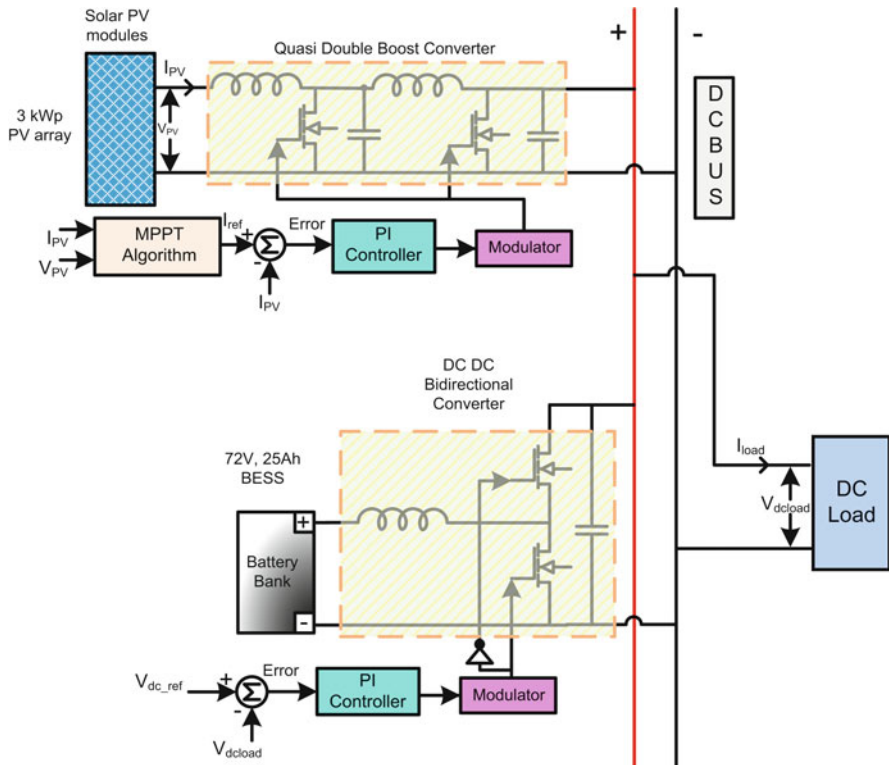 Solar PV
modules
Quasi Double Boost Converter
+
-
I_PV
3 kWp
PV array
V_PV
D
C
B
U
S
I_PV
V_PV
MPPT
Algorithm
I_ref
+
-
Σ
Error
PI
Controller
Modulator
I_PV
DC DC
Bidirectional
Converter
72V, 25Ah
BESS
I_load
V_dcload
DC
Load
+
Battery
Bank
-
V_dc_ref
+
-
Σ
Error
PI
Controller
Modulator
V_dcload